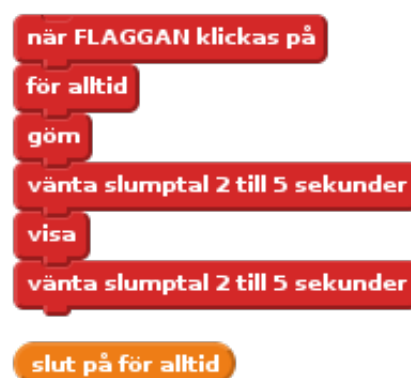 när FLAGGAN klickas på
för alltid
göm
vänta slumptal 2 till 5 sekunder
visa
vänta slumptal 2 till 5 sekunder
slut på för alltid